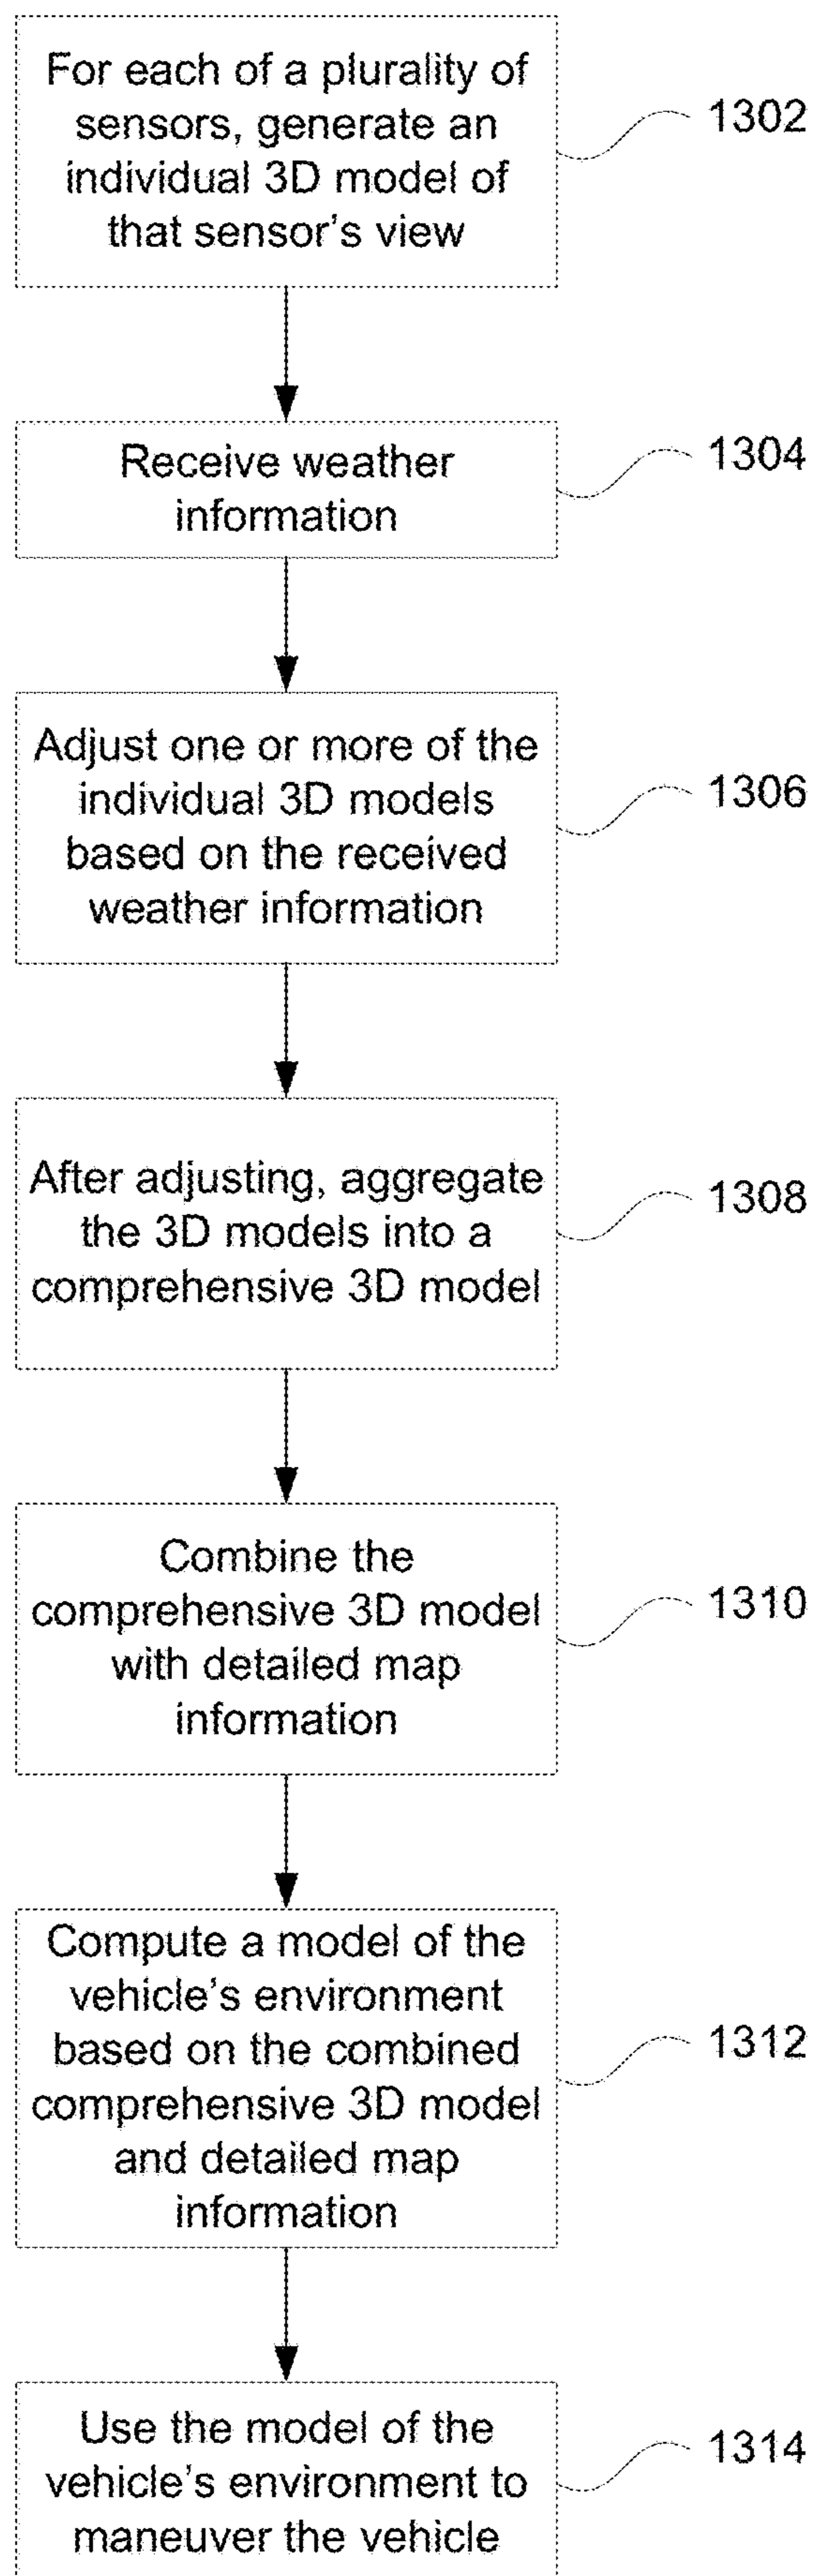 For each of a plurality of
sensors, generate an
individual 3D model of
that sensor's view
1302
Receive weather
information
1304
Adjust one or more of the
individual 3D models
based on the received
weather information
1306
After adjusting, aggregate
the 3D models into a
comprehensive 3D model
1308
Combine the
comprehensive 3D model
with detailed map
information
1310
Compute a model of the
vehicle's environment
based on the combined
comprehensive 3D model
and detailed map
information
1312
Use the model of the
vehicle's environment to
maneuver the vehicle
1314